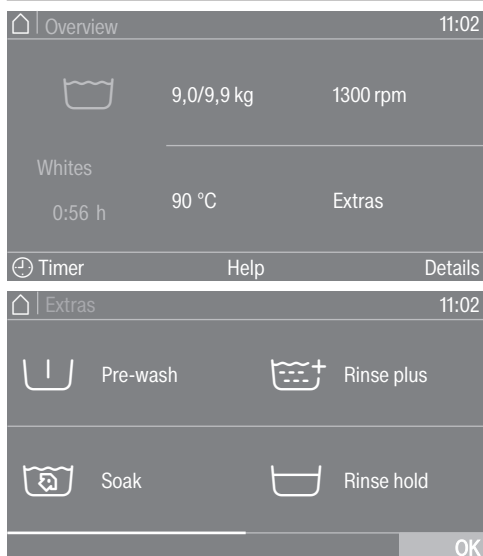 Overview 11:02
9,0/9,9 kg 1300 rpm
Whites
0:56 h
90 °C Extras
Timer Help Details
Extras 11:02
Pre-wash Rinse plus
Soak Rinse hold
OK